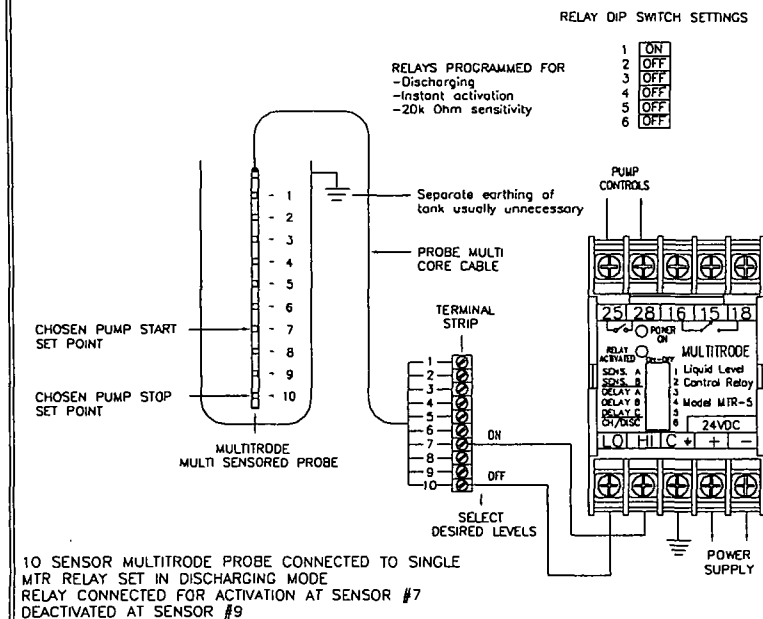 RELAY DIP SWITCH SETTINGS
1 ON
2 OFF
3 OFF
4 OFF
5 OFF
6 OFF
RELAYS PROGRAMMED FOR
-Discharging
-Instant activation
-20k Ohm sensitivity
PUMP
CONTROLS
- 1
- 2
- 3
- 4
- 5
- 6
- 7
- 8
- 9
- 10
Separate earthing of
tank usually unnecessary
PROBE MULTI
CORE CABLE
CHOSEN PUMP START
SET POINT
CHOSEN PUMP STOP
SET POINT
MULTITRODE
MULTI SENSORED PROBE
TERMINAL
STRIP
1
2
3
4
5
6
7
8
9
10
ON
OFF
SELECT
DESIRED LEVELS
25 28 16 15 18
POWER
ON
RELAY
ACTIVATED
ON-OFF
MULTITRODE
SENS. A 1 Liquid Level
SENS. B 2 Control Relay
DELAY A 3
DELAY B 4 Model MTR-5
DELAY C 5
CH/DISC 6
24VDC
LO HI C + -
POWER
SUPPLY
10 SENSOR MULTITRODE PROBE CONNECTED TO SINGLE
MTR RELAY SET IN DISCHARGING MODE
RELAY CONNECTED FOR ACTIVATION AT SENSOR #7
DEACTIVATED AT SENSOR #9